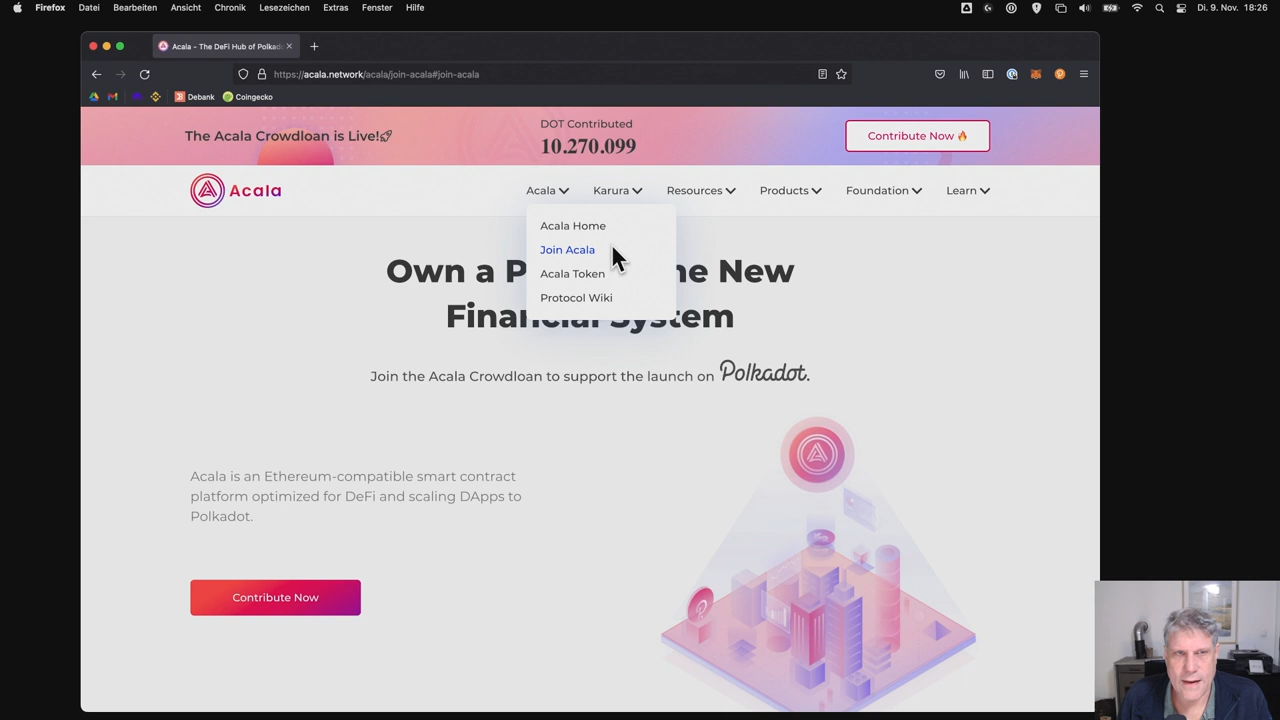 Firefox Datei Bearbeiten Ansicht Chronik Lesezeichen Extras Fenster Hilfe Di. 9. Nov. 18:26
Acala - The DeFi Hub of Polkado
https://acala.network/acala/join-acala#join-acala
Debank Coingecko
The Acala Crowdloan is Live!🚀
DOT Contributed
10.270.099
Contribute Now 🔥
Acala
Acala Karura Resources Products Foundation Learn
Acala Home
Join Acala
Acala Token
Protocol Wiki
Own a P ne New
Financial System
Join the Acala Crowdloan to support the launch on Polkadot.
Acala is an Ethereum-compatible smart contract
platform optimized for DeFi and scaling DApps to
Polkadot.
Contribute Now